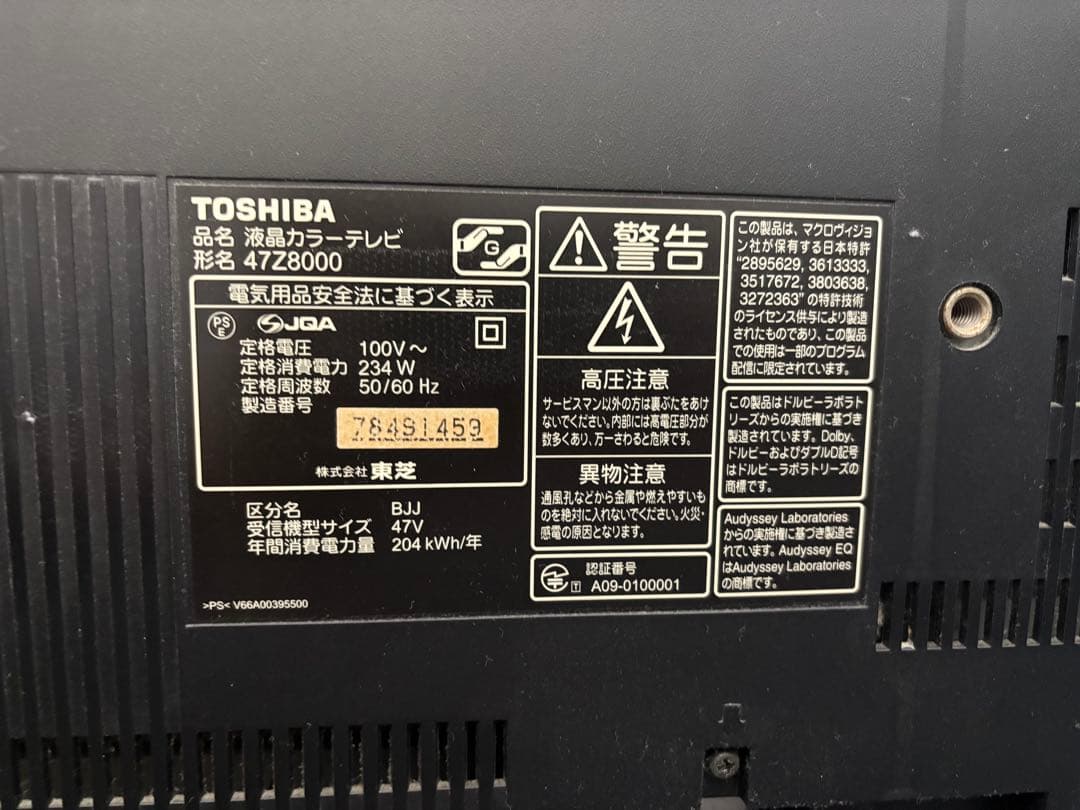 TOSHIBA
品名 液晶カラーテレビ
形名 47Z8000
G
電気用品安全法に基づく表示
PS
E
JQA
定格電圧 100V～
定格消費電力 234 W
定格周波数 50/60 Hz
製造番号
78491459
株式会社 東芝
区分名 BJJ
受信機型サイズ 47V
年間消費電力量 204 kWh/年
>PS< V66A00395500
警告
高圧注意
サービスマン以外の方は裏ぶたをあけ
ないでください。内部には高電圧部分が
数多くあり、万一さわると危険です。
異物注意
通風孔などから金属や燃えやすいも
のを絶対に入れないでください。火災・
感電の原因となります。
T
認証番号
A09-0100001
この製品は、マクロヴィジョ
ン社が保有する日本特許
"2895629, 3613333,
3517672, 3803638,
3272363" の特許技術
のライセンス供与により製造
されたものであり、この製品
での使用は一部のプログラム
配信に限定されています。
この製品はドルビーラボラト
リーズからの実施権に基づき
製造されています。Dolby、
ドルビーおよびダブルD記号
はドルビーラボラトリーズの
商標です。
Audyssey Laboratories
からの実施権に基づき製造さ
れています。Audyssey EQ
はAudyssey Laboratories
の商標です。